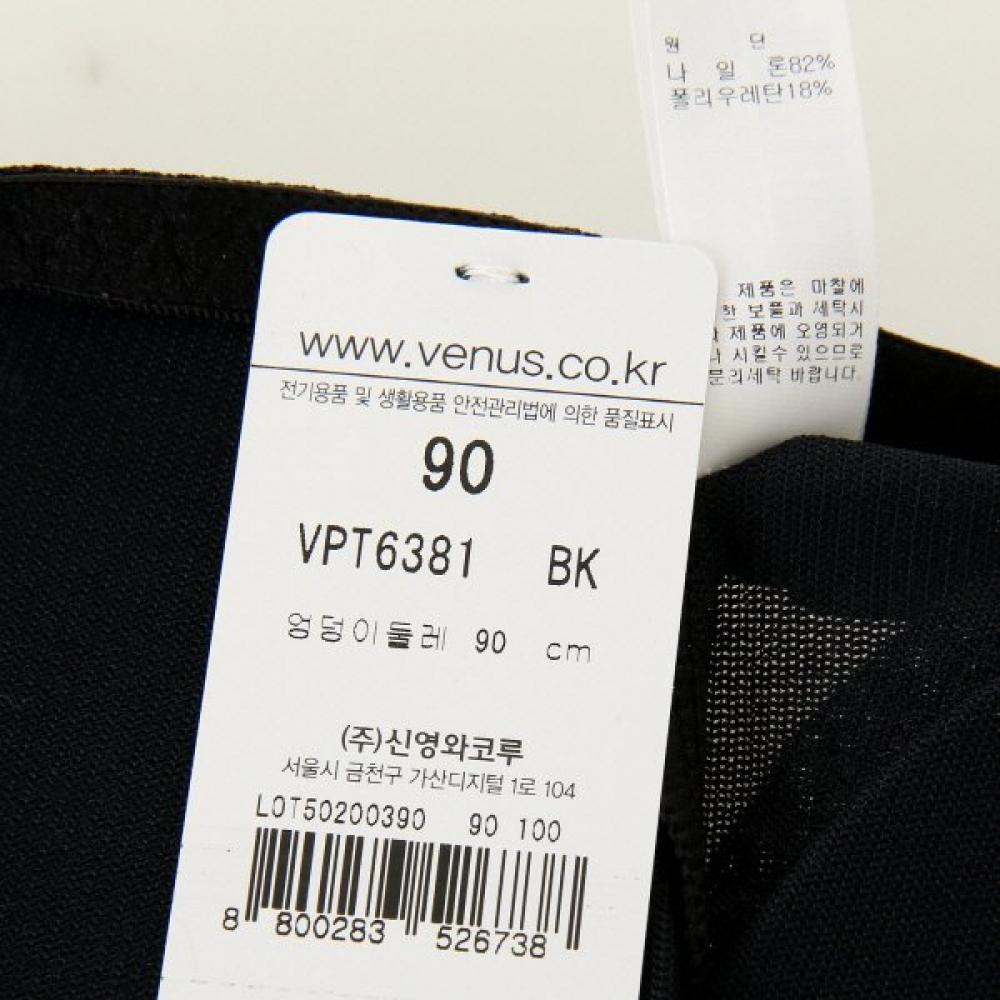 원 단
나 일 론82%
폴리우레탄18%
제품은 마찰에
한 보풀과 세탁시
제품에 오염되거
나 시킬수 있으므로
분리세탁 바랍니다.
www.venus.co.kr
전기용품 및 생활용품 안전관리법에 의한 품질표시
90
VPT6381 BK
엉덩이둘레 90 cm
(주)신영와코루
서울시 금천구 가산디지털 1로 104
LOT50200390 90 100
8 800283 526738